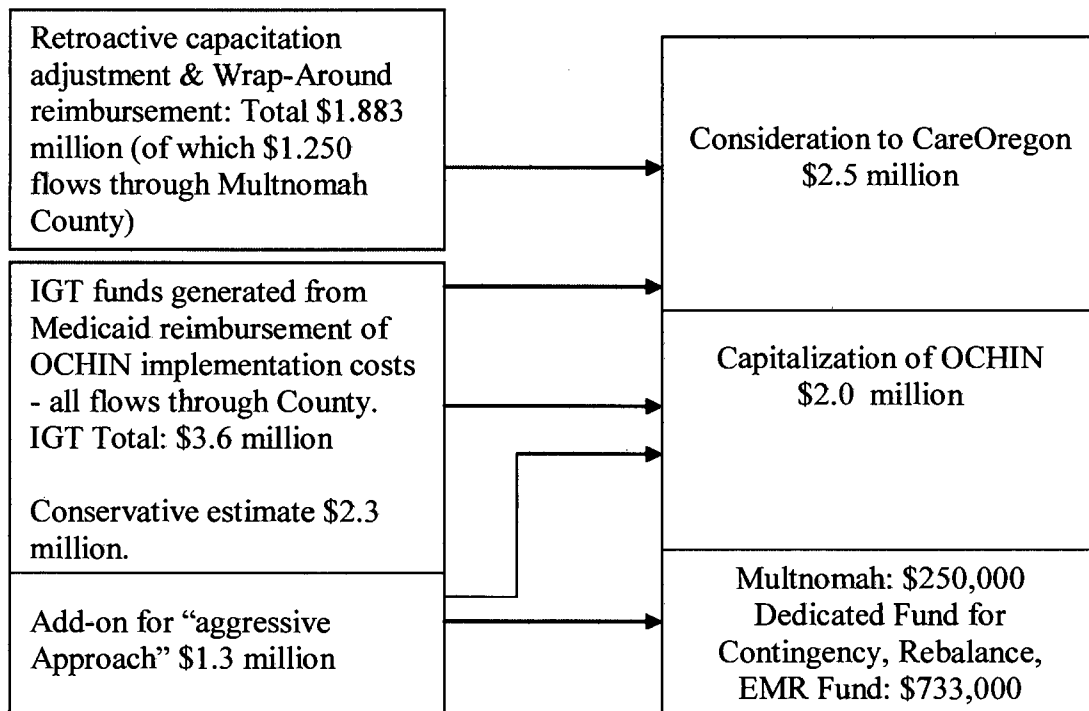 Retroactive capacitation
adjustment & Wrap-Around
reimbursement: Total $1.883
million (of which $1.250
flows through Multnomah
County)
IGT funds generated from
Medicaid reimbursement of
OCHIN implementation costs
- all flows through County.
IGT Total: $3.6 million
Conservative estimate $2.3
million.
Add-on for “aggressive
Approach” $1.3 million
Consideration to CareOregon
$2.5 million
Capitalization of OCHIN
$2.0 million
Multnomah: $250,000
Dedicated Fund for
Contingency, Rebalance,
EMR Fund: $733,000